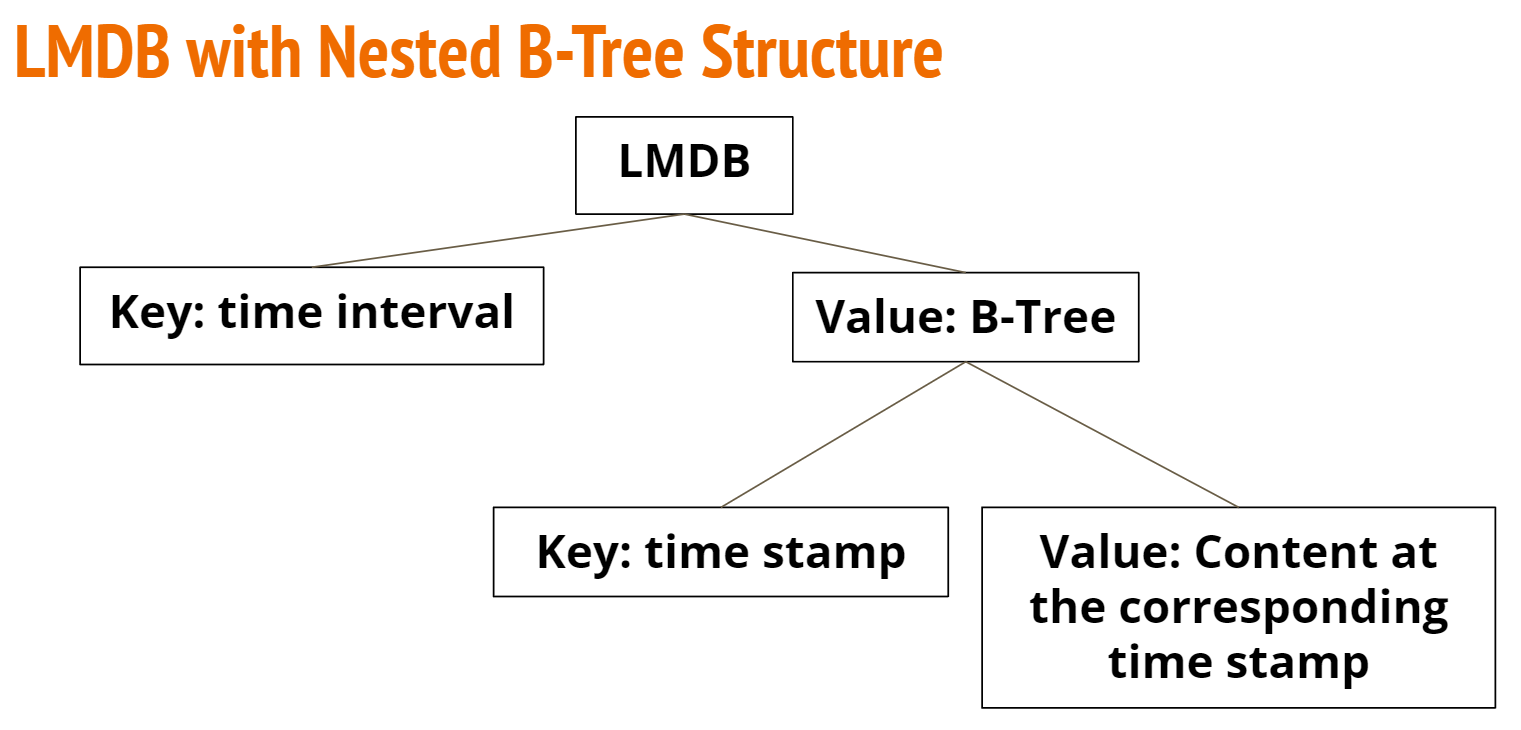 LMDB with Nested B-Tree Structure
LMDB
Key: time interval
Value: B-Tree
Key: time stamp
Value: Content at
the corresponding
time stamp